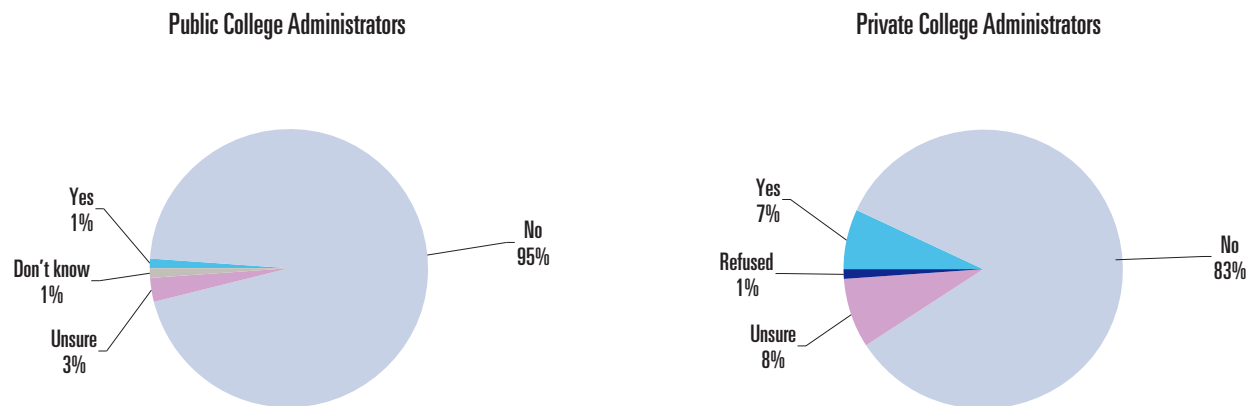 Public College Administrators
Yes
1%
Don't know
1%
Unsure
3%
No
95%
Private College Administrators
Yes
7%
Refused
1%
Unsure
8%
No
83%